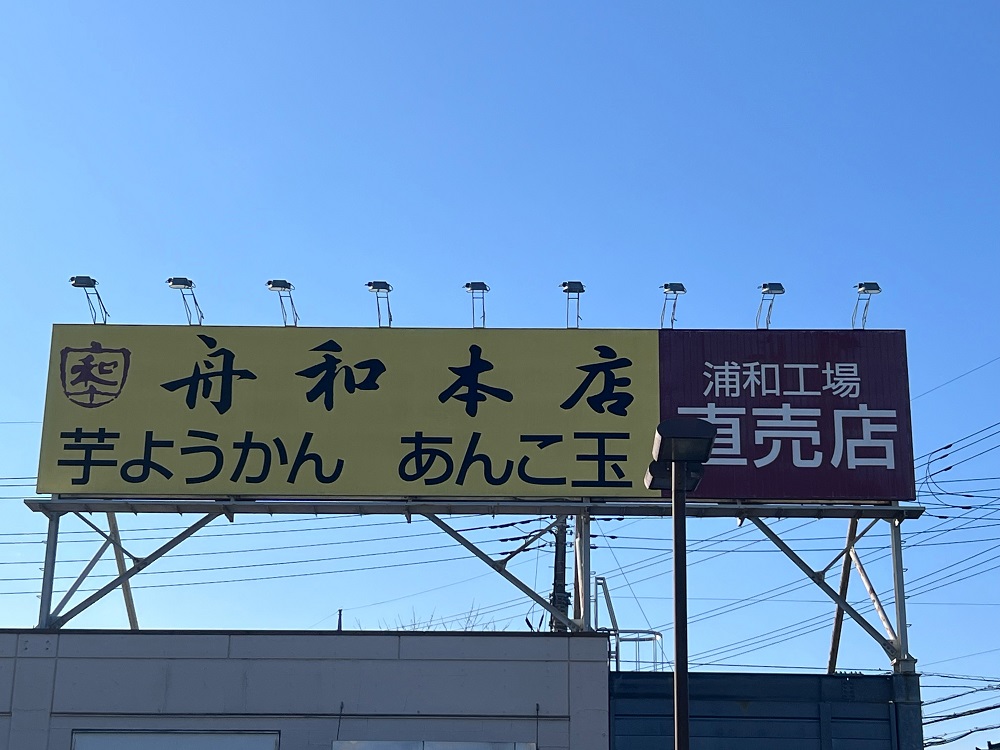 舟和本店
芋ようかん あんこ玉
浦和工場
直売店